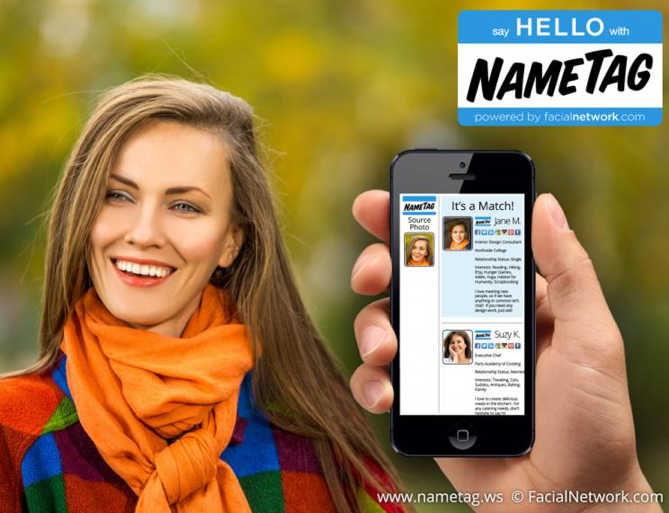 say HELLO with
NAMETAG
powered by facialnetwork.com
NAMETAG
Source
Photo
It's a Match!
NAMETAG Jane M.
Interior Design Consultant
Northside College
Relationship Status: Single
Interests: Reading, Hiking,
Etsy, Hunger Games,
Adele, Yoga, Habitat for
Humanity, Scrapbooking
I love meeting new
people, so if we have
anything in common let's
chat! If you need any
design work, just ask!
NAMETAG Suzy K.
Executive Chef
Paris Academy of Cooking
Relationship Status: Married
Interests: Traveling, Cats,
Sudoku, Antiques, Baking,
Family
I love to create delicious
meals in the kitchen! For
any catering needs, don't
hesitate to say hi!
www.nametag.ws © FacialNetwork.com